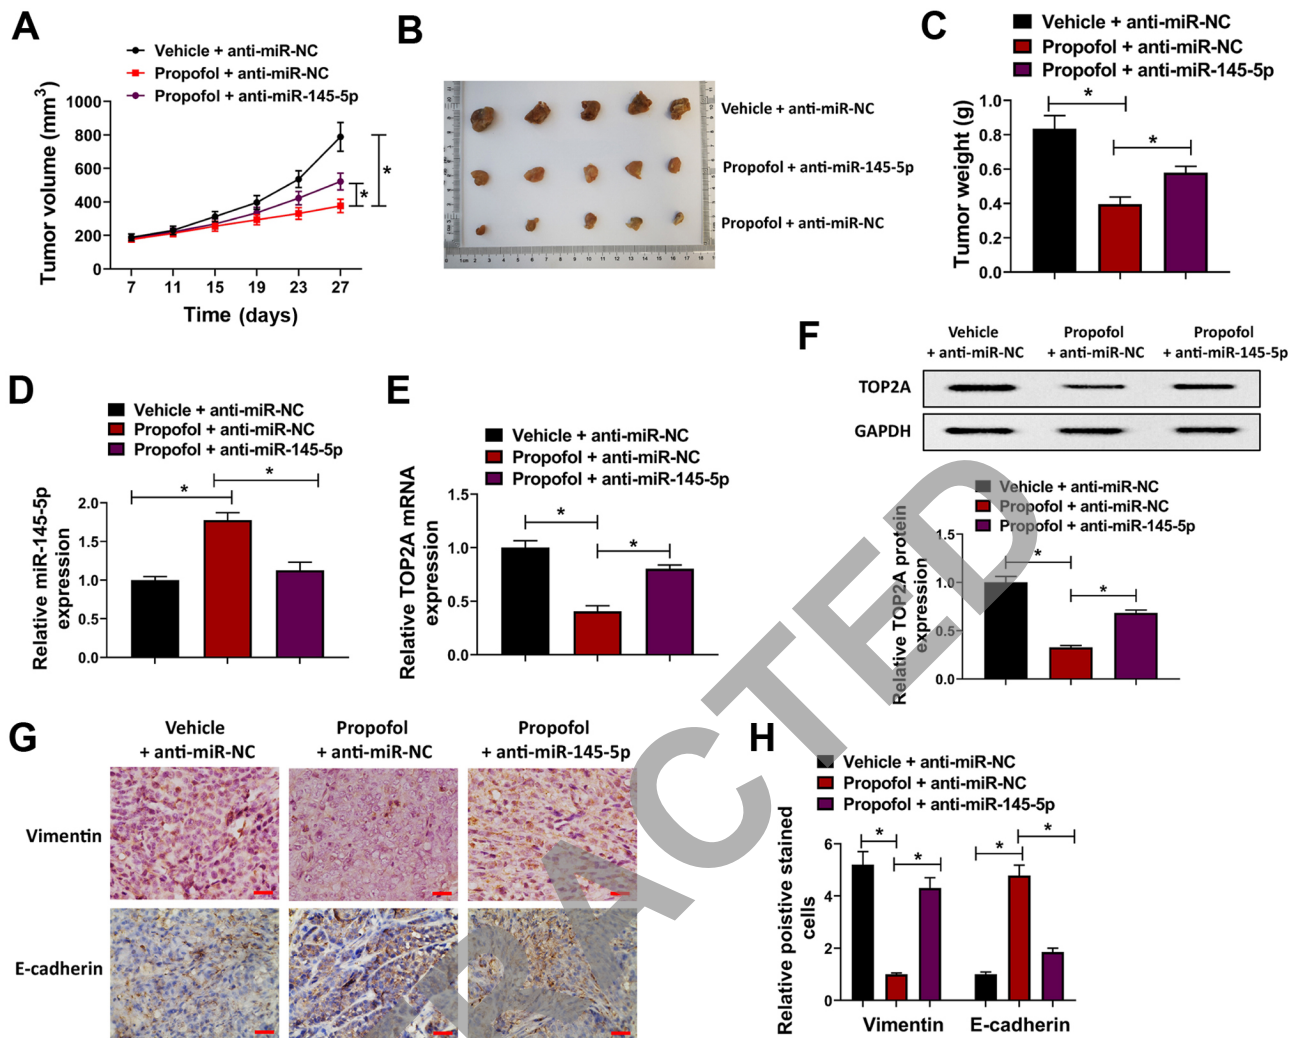 A
Vehicle + anti-miR-NC
Propofol + anti-miR-NC
Propofol + anti-miR-145-5p
Tumor volume (mm³)
1000
800
600
400
200
0
*
*
7 11 15 19 23 27
Time (days)
B
Vehicle + anti-miR-NC
Propofol + anti-miR-145-5p
Propofol + anti-miR-NC
C
Vehicle + anti-miR-NC
Propofol + anti-miR-NC
Propofol + anti-miR-145-5p
Tumor weight (g)
1.0
0.8
0.6
0.4
0.2
0.0
*
*
D
Vehicle + anti-miR-NC
Propofol + anti-miR-NC
Propofol + anti-miR-145-5p
Relative miR-145-5p
expression
2.0
1.5
1.0
0.5
0.0
*
*
E
Vehicle + anti-miR-NC
Propofol + anti-miR-NC
Propofol + anti-miR-145-5p
Relative TOP2A mRNA
expression
1.5
1.0
0.5
0.0
*
*
F
Vehicle
+ anti-miR-NC
Propofol
+ anti-miR-NC
Propofol
+ anti-miR-145-5p
TOP2A
GAPDH
Vehicle + anti-miR-NC
Propofol + anti-miR-NC
Propofol + anti-miR-145-5p
Relative TOP2A protein
expression
1.5
1.0
0.5
0.0
*
*
G
Vehicle
+ anti-miR-NC
Propofol
+ anti-miR-NC
Propofol
+ anti-miR-145-5p
Vimentin
E-cadherin
H
Vehicle + anti-miR-NC
Propofol + anti-miR-NC
Propofol + anti-miR-145-5p
Relative poistive stained
cells
6
4
2
0
*
*
*
*
Vimentin E-cadherin
ACTED